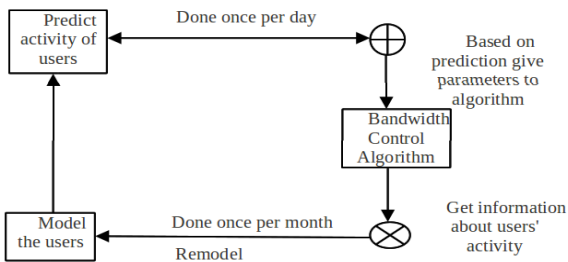 Predict
activity of
users
Done once per day
Based on
prediction give
parameters to
algorithm
Bandwidth
Control
Algorithm
Get information
about users'
activity
Done once per month
Remodel
Model
the users